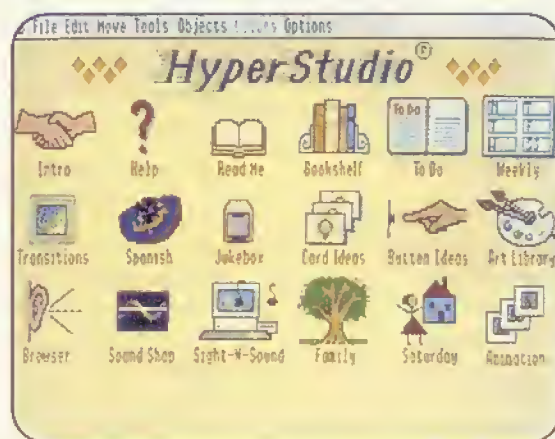 File Edit Move Tools Objects Options
HyperStudio®
Intro Help Read Me Bookshelf To Do Weekly
To Do
Transitions Spanish Jukebox Card Ideas Button Ideas Art Library
Browser Sound Shop Sight-N-Sound Family Saturday Animation